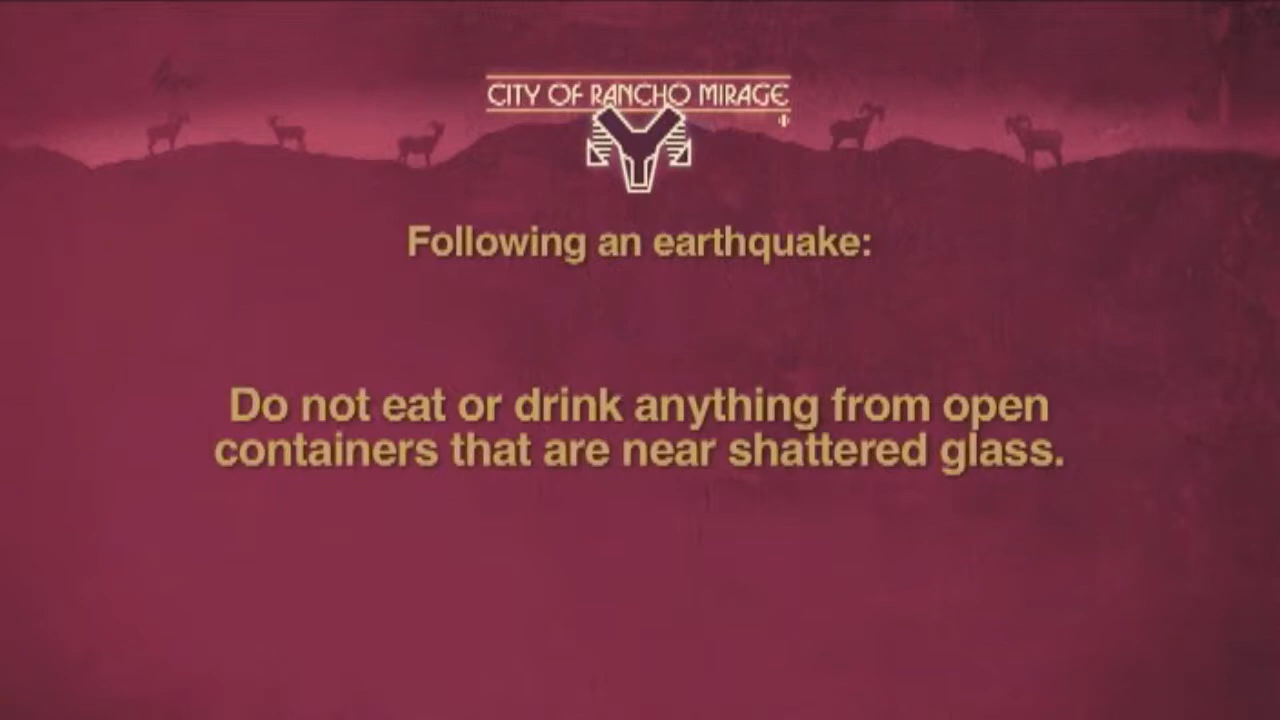 CITY OF RANCHO MIRAGE
Following an earthquake:
Do not eat or drink anything from open
containers that are near shattered glass.